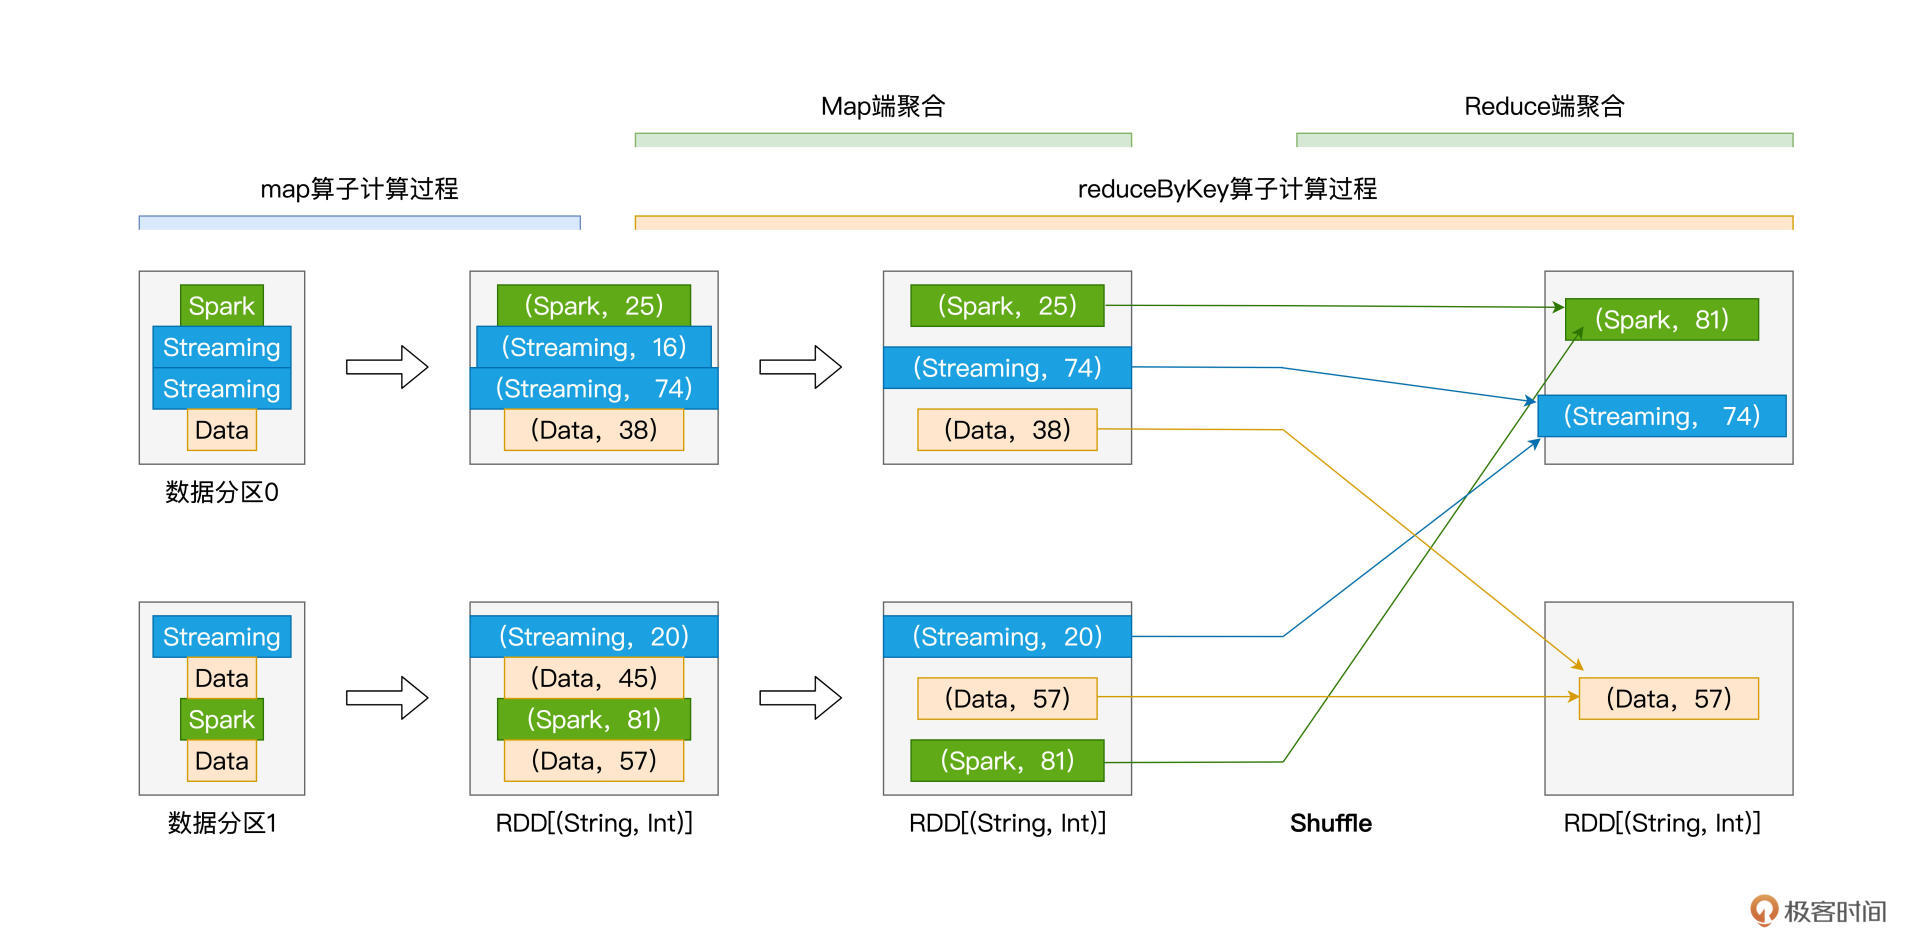 Map端聚合
Reduce端聚合
map算子计算过程
reduceByKey算子计算过程
Spark
Streaming
Streaming
Data
数据分区0
(Spark, 25)
(Streaming, 16)
(Streaming, 74)
(Data, 38)
(Spark, 25)
(Streaming, 74)
(Data, 38)
(Spark, 81)
(Streaming, 74)
Streaming
Data
Spark
Data
数据分区1
(Streaming, 20)
(Data, 45)
(Spark, 81)
(Data, 57)
RDD[(String, Int)]
(Streaming, 20)
(Data, 57)
(Spark, 81)
RDD[(String, Int)]
Shuffle
(Data, 57)
RDD[(String, Int)]
极客时间